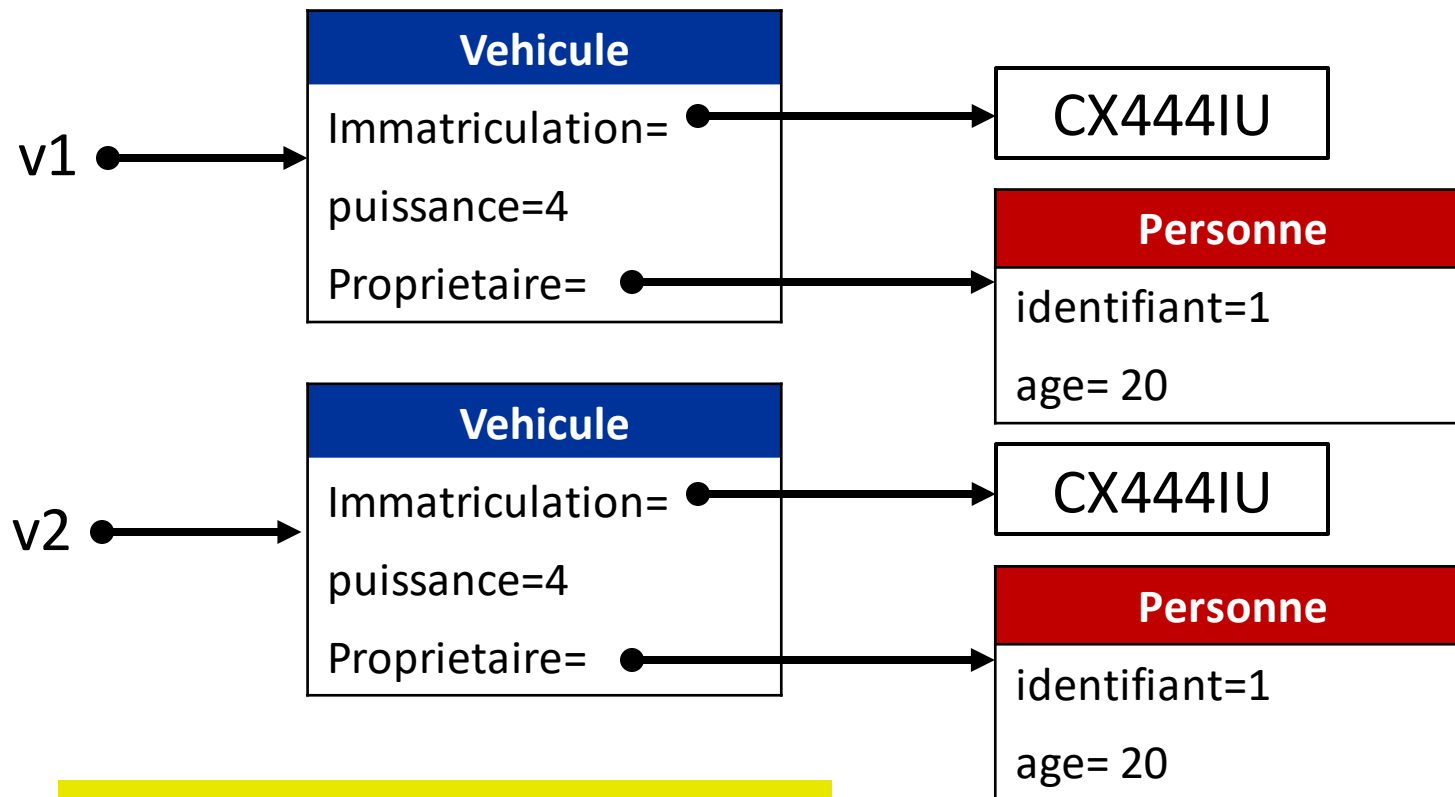 v1
Vehicule
Immatriculation=
puissance=4
Proprietaire=
CX444IU
Personne
identifiant=1
age= 20
v2
Vehicule
Immatriculation=
puissance=4
Proprietaire=
CX444IU
Personne
identifiant=1
age= 20